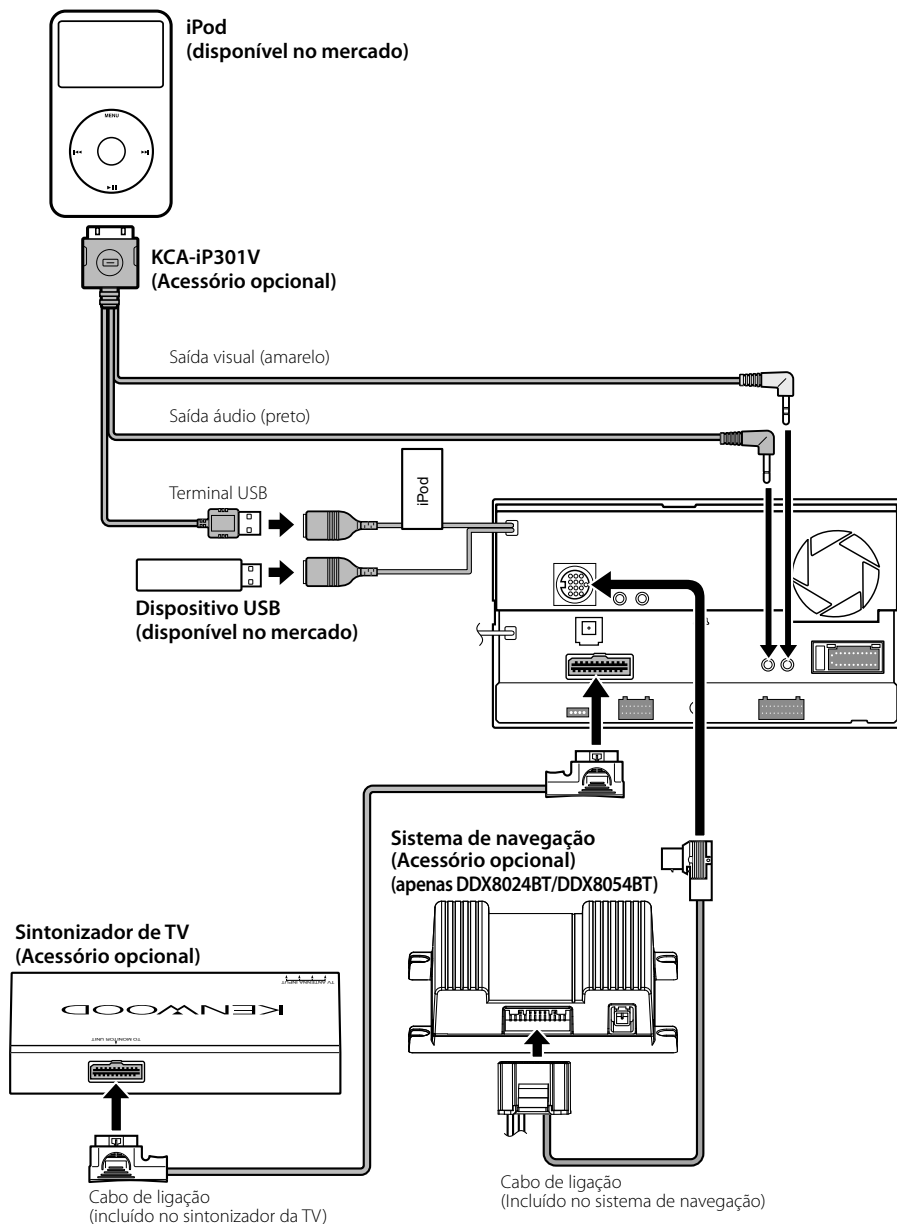 iPod
(disponível no mercado)
MENU
KCA-iP301V
(Acessório opcional)
Saída visual (amarelo)
Saída áudio (preto)
Terminal USB
iPod
Dispositivo USB
(disponível no mercado)
Sistema de navegação
(Acessório opcional)
(apenas DDX8024BT/DDX8054BT)
Sintonizador de TV
(Acessório opcional)
TV ANTENNA INPUT
KENWOOD
TO MONITOR UNIT
Cabo de ligação
(incluído no sintonizador da TV)
Cabo de ligação
(Incluído no sistema de navegação)